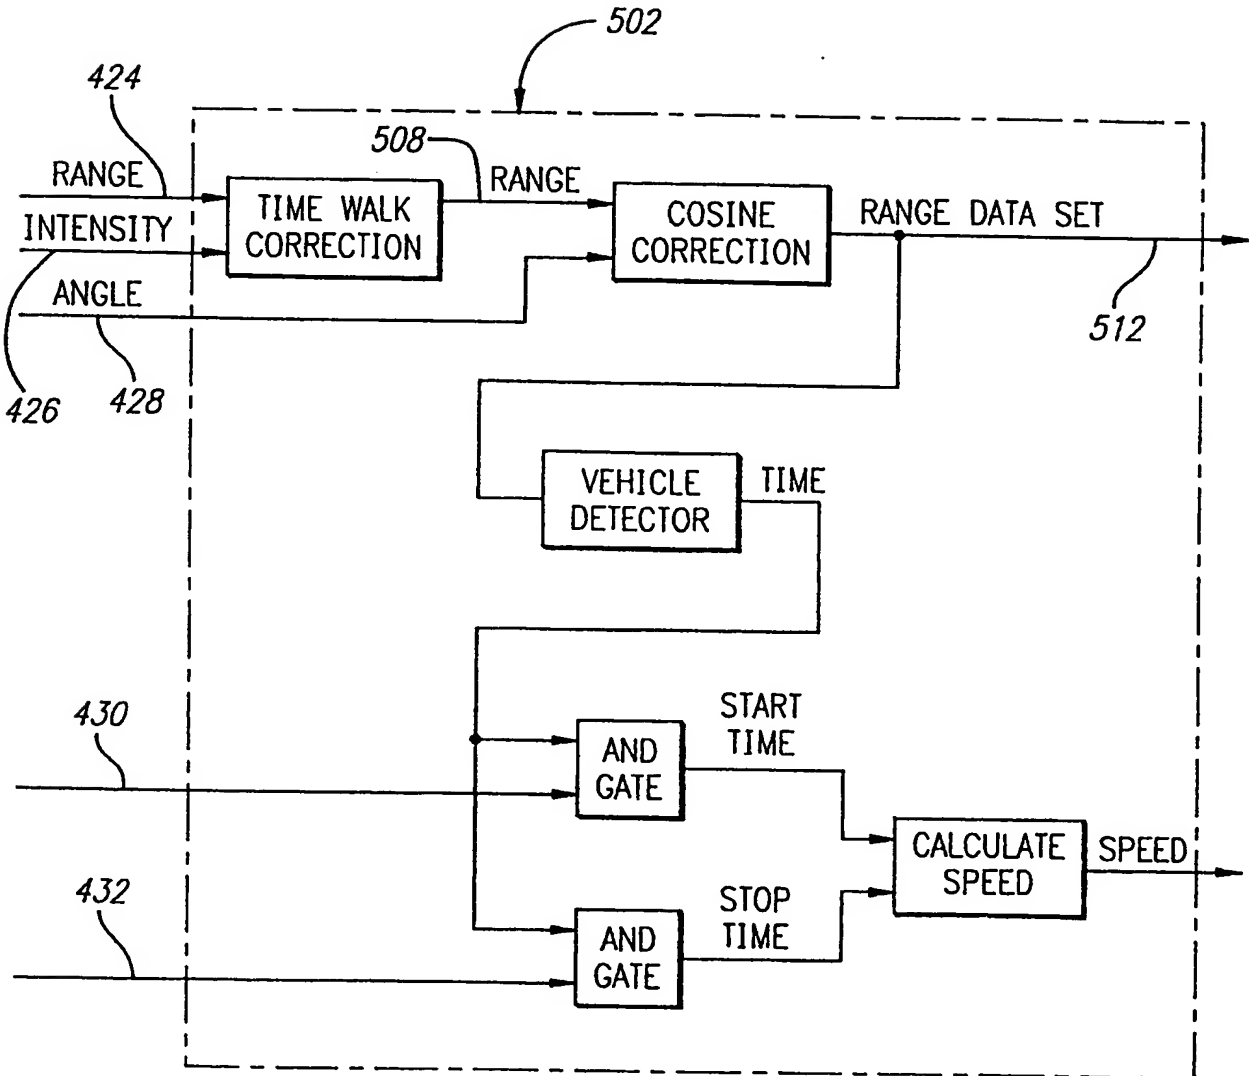 502
424
508
RANGE
RANGE
TIME WALK
CORRECTION
COSINE
CORRECTION
RANGE DATA SET
INTENSITY
ANGLE
512
426
428
VEHICLE
DETECTOR
TIME
430
START
TIME
AND
GATE
CALCULATE
SPEED
SPEED
432
STOP
TIME
AND
GATE